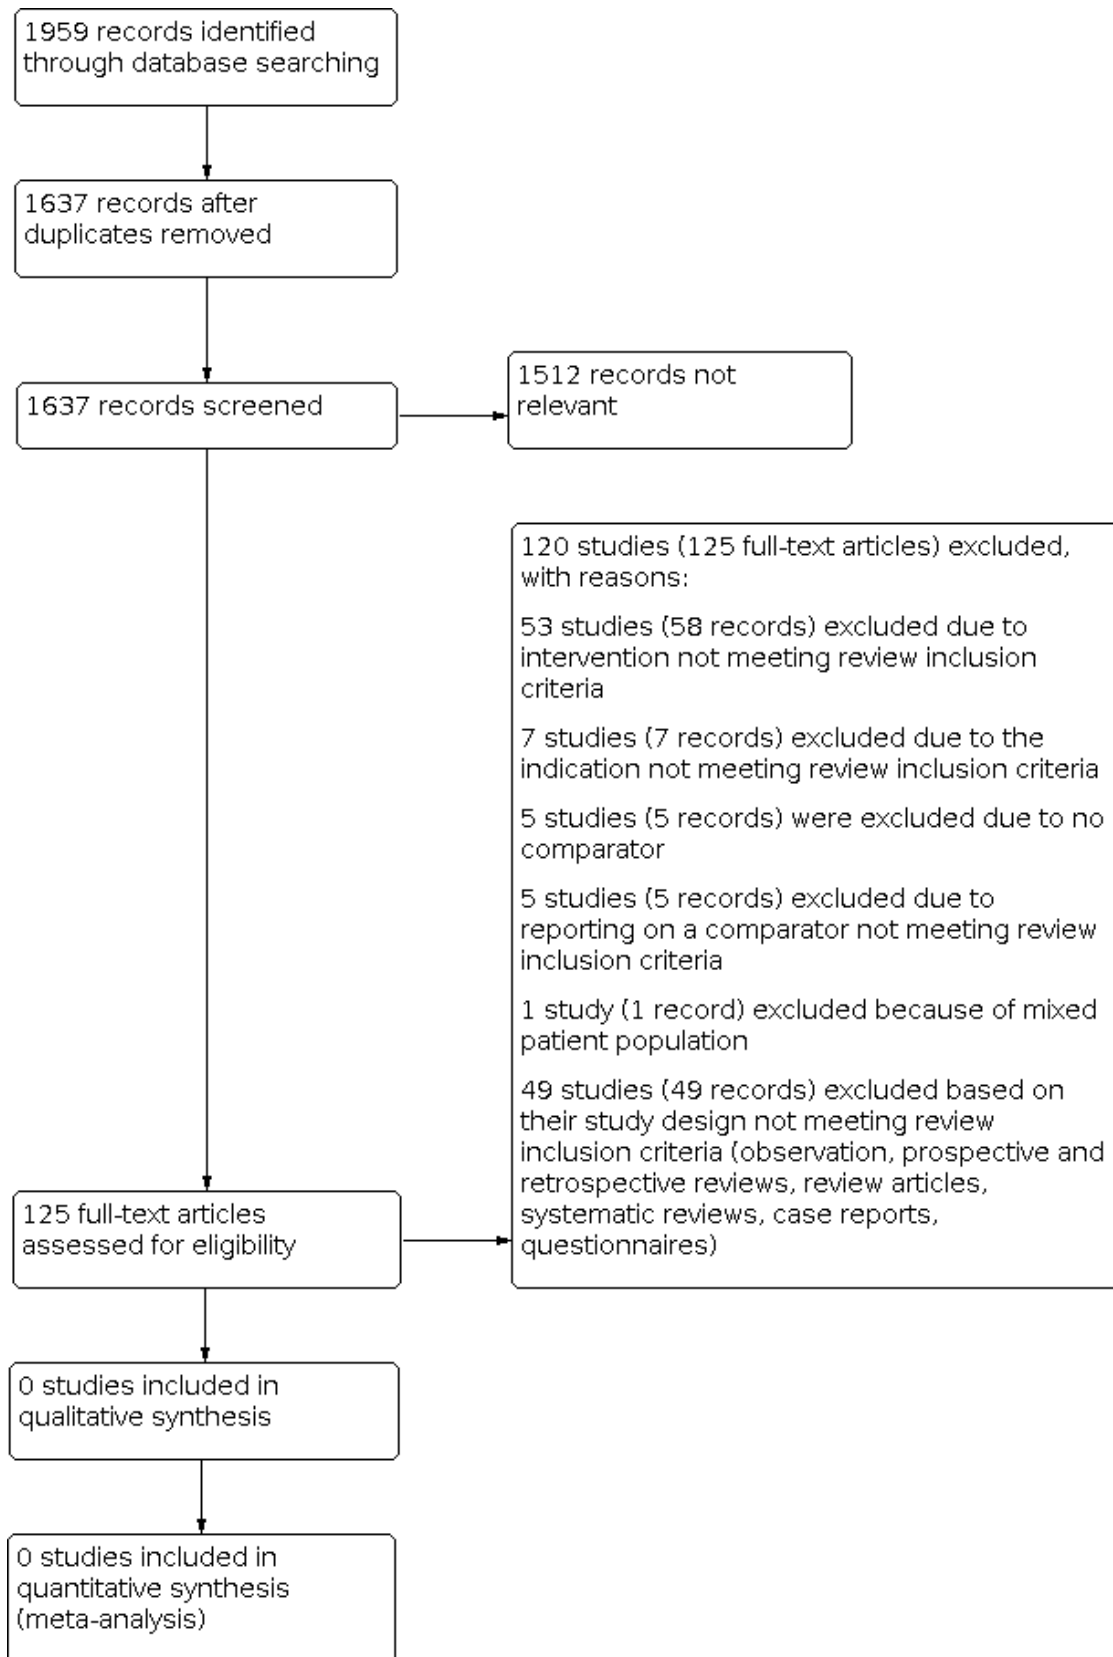 1959 records identified
through database searching
1637 records after
duplicates removed
1637 records screened
1512 records not
relevant
120 studies (125 full-text articles) excluded,
with reasons:
53 studies (58 records) excluded due to
intervention not meeting review inclusion
criteria
7 studies (7 records) excluded due to the
indication not meeting review inclusion criteria
5 studies (5 records) were excluded due to no
comparator
5 studies (5 records) excluded due to
reporting on a comparator not meeting review
inclusion criteria
1 study (1 record) excluded because of mixed
patient population
49 studies (49 records) excluded based on
their study design not meeting review
inclusion criteria (observation, prospective and
retrospective reviews, review articles,
systematic reviews, case reports,
questionnaires)
125 full-text articles
assessed for eligibility
0 studies included in
qualitative synthesis
0 studies included in
quantitative synthesis
(meta-analysis)